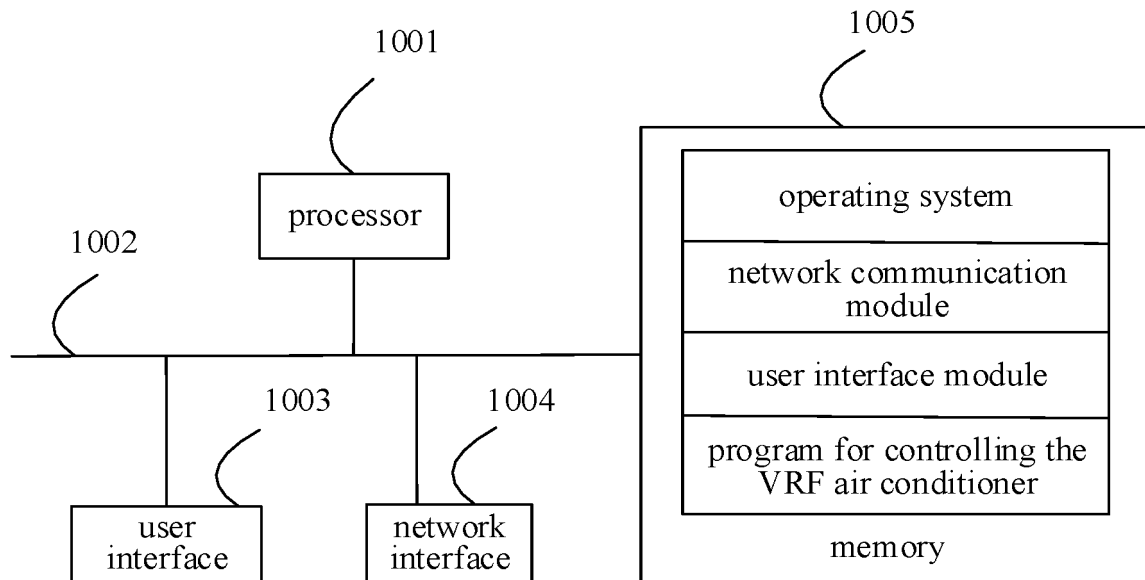 1001
1005
processor
1002
operating system
network communication
module
user interface module
program for controlling the
VRF air conditioner
memory
1003
1004
user
interface
network
interface